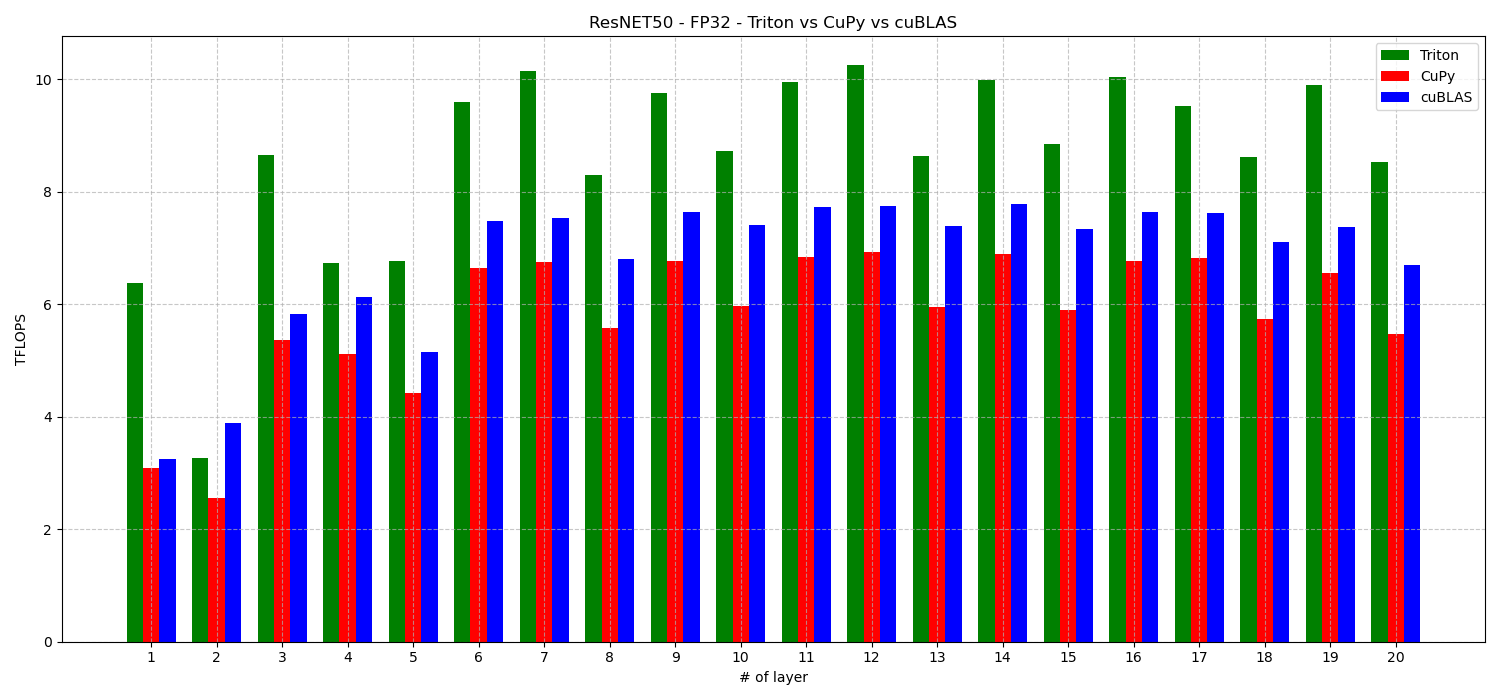 ResNET50 - FP32 - Triton vs CuPy vs cuBLAS
Triton
CuPy
cuBLAS
TFLOPS
10
8
6
4
2
0
1 2 3 4 5 6 7 8 9 10 11 12 13 14 15 16 17 18 19 20
# of layer